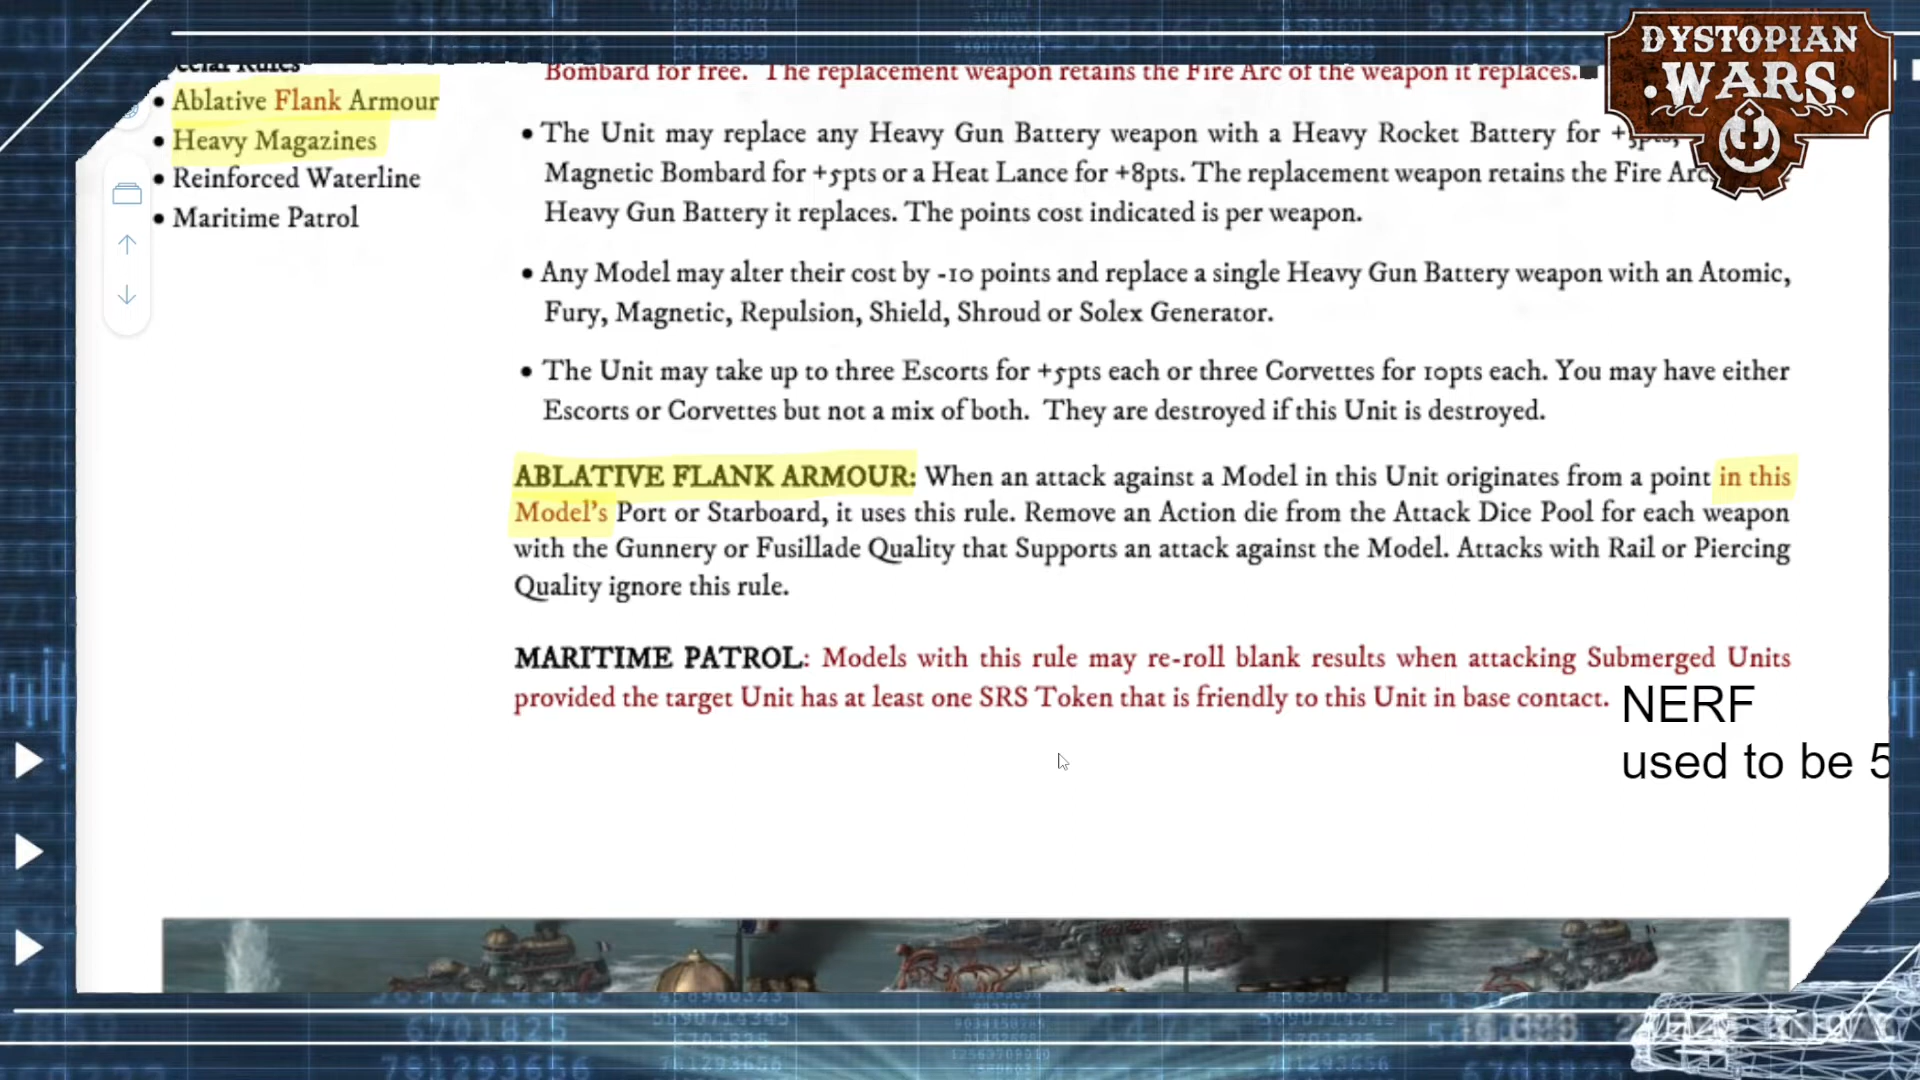 DYSTOPIAN
WARS
Special Rules
Bombard for free. The replacement weapon retains the Fire Arc of the weapon it replaces.
• Ablative Flank Armour
• Heavy Magazines
• Reinforced Waterline
• Maritime Patrol
• The Unit may replace any Heavy Gun Battery weapon with a Heavy Rocket Battery for
Magnetic Bombard for +5pts or a Heat Lance for +8pts. The replacement weapon retains the Fire Arc
Heavy Gun Battery it replaces. The points cost indicated is per weapon.
• Any Model may alter their cost by -10 points and replace a single Heavy Gun Battery weapon with an Atomic,
Fury, Magnetic, Repulsion, Shield, Shroud or Solex Generator.
• The Unit may take up to three Escorts for +5pts each or three Corvettes for 10pts each. You may have either
Escorts or Corvettes but not a mix of both. They are destroyed if this Unit is destroyed.
ABLATIVE FLANK ARMOUR: When an attack against a Model in this Unit originates from a point in this
Model's Port or Starboard, it uses this rule. Remove an Action die from the Attack Dice Pool for each weapon
with the Gunnery or Fusillade Quality that Supports an attack against the Model. Attacks with Rail or Piercing
Quality ignore this rule.
MARITIME PATROL: Models with this rule may re-roll blank results when attacking Submerged Units
provided the target Unit has at least one SRS Token that is friendly to this Unit in base contact.
NERF
used to be 5
6701825
781293656